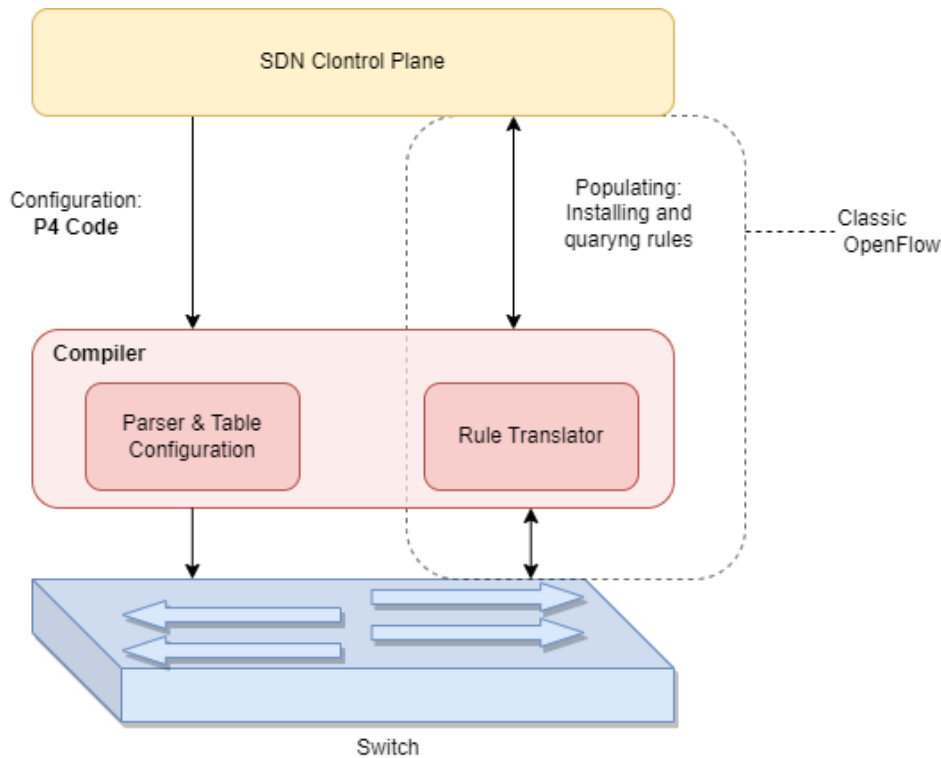 SDN Clontrol Plane
Configuration:
P4 Code
Populating:
Installing and
quaryng rules
Classic
OpenFlow
Compiler
Parser & Table
Configuration
Rule Translator
Switch